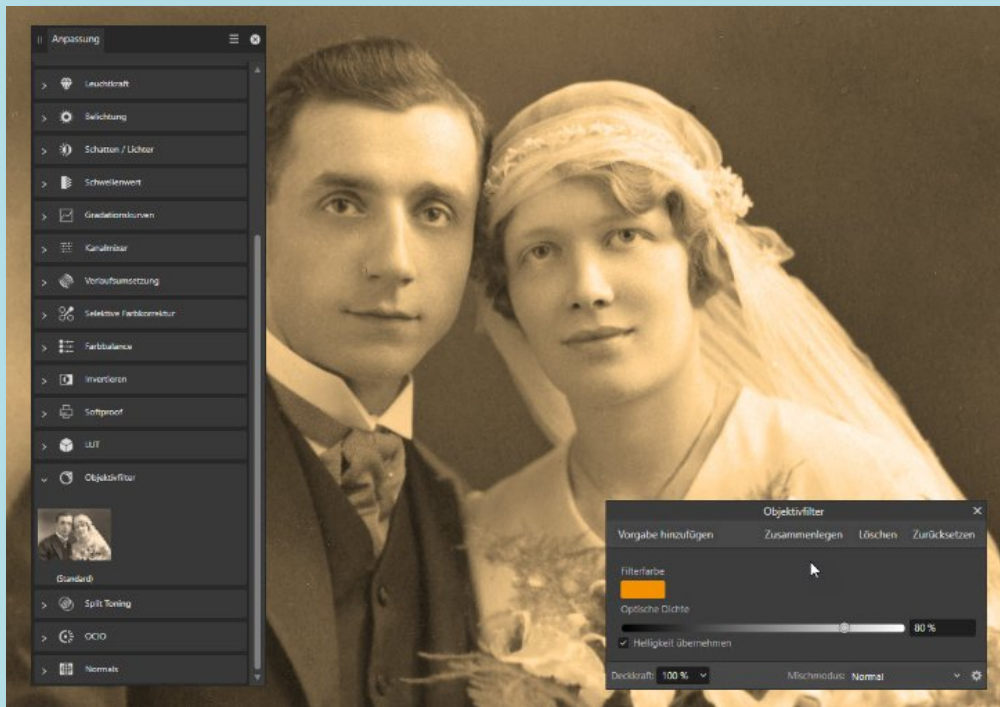 Anpassung
Leuchtkraft
Belichtung
Schatten / Lichter
Schwellenwert
Gradationskurven
Kanalmixer
Verlaufsumsetzung
Selektive Farbkorrektur
Farbbalance
Invertieren
Softproof
LUT
Objektivfilter
(Standard)
Split Toning
OCIO
Normals
Objektivfilter
Vorgabe hinzufügen Zusammenlegen Löschen Zurücksetzen
Filterfarbe
Optische Dichte
80 %
Helligkeit übernehmen
Deckkraft: 100 % Mischmodus: Normal